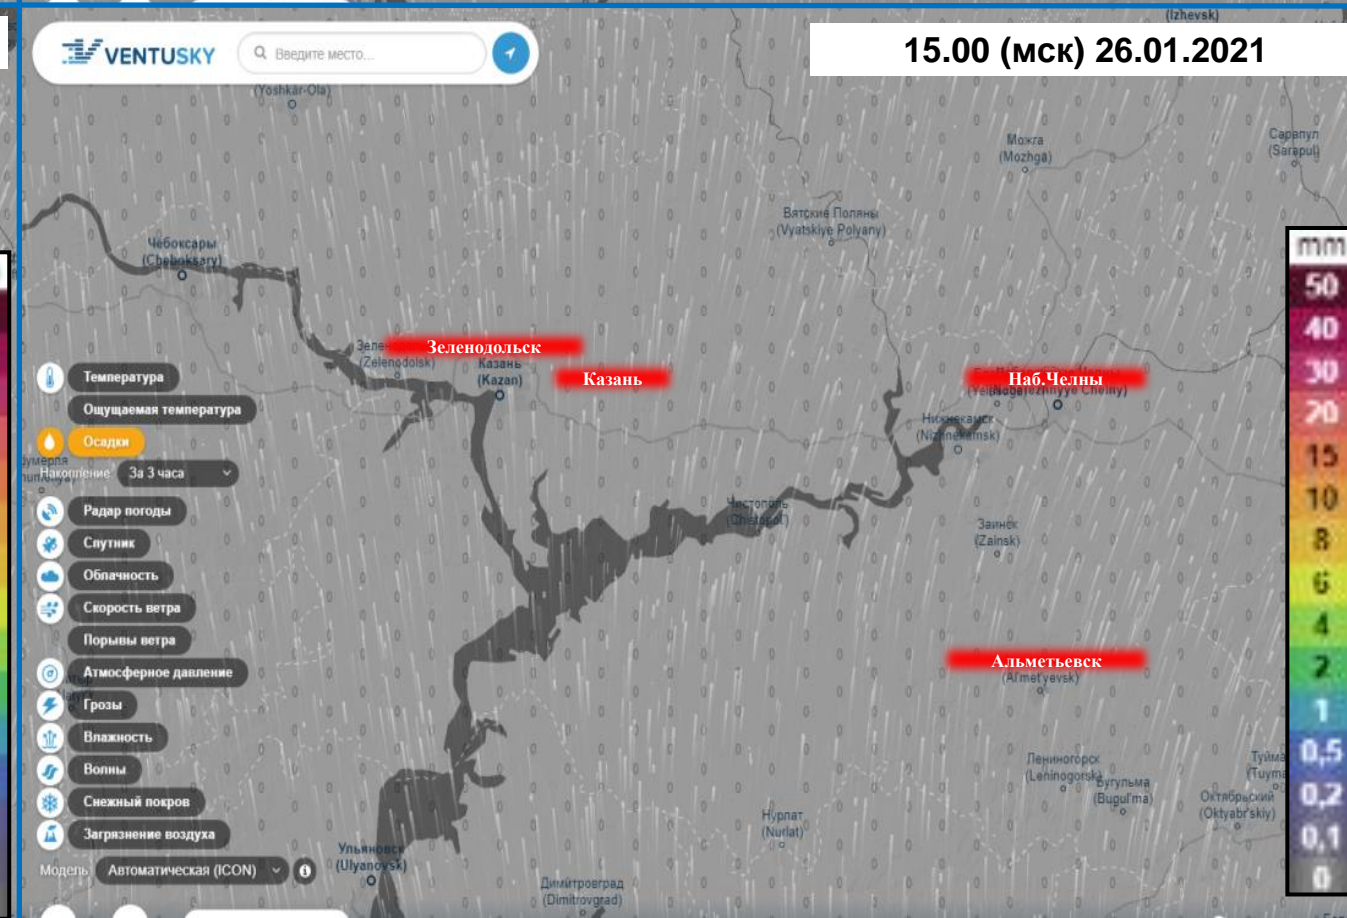 (Izhevsk)
VENTUSKY
Введите место...
15.00 (мск) 26.01.2021
(Yoshkar-Ola)
Можга
(Mozhga)
Сарапул
(Sarapul)
Вятские Поляны
(Vyatskiye Polyany)
Чебоксары
(Cheboksary)
mm
50
40
30
20
15
10
8
6
4
2
1
0,5
0,2
0,1
0
Зеленодольск
(Zelenodolsk)
Казань
(Kazan)
Казань
Наб.Челны
Нижнекамск
(Nizhnekamsk)
Температура
Ощущаемая температура
Осадки
Накопление За 3 часа
Радар погоды
Спутник
Облачность
Скорость ветра
Порывы ветра
Атмосферное давление
Грозы
Влажность
Волны
Снежный покров
Загрязнение воздуха
Модель Автоматическая (ICON)
Чистополь
(Chistopol)
Заинск
(Zainsk)
Альметьевск
(Al'met'yevsk)
Лениногорск
(Leninogorsk)
Бугульма
(Bugul'ma)
Октябрьский
(Oktyabr'skiy)
Нурлат
(Nurlat)
Ульяновск
(Ulyanovsk)
Димитровград
(Dimitrovgrad)